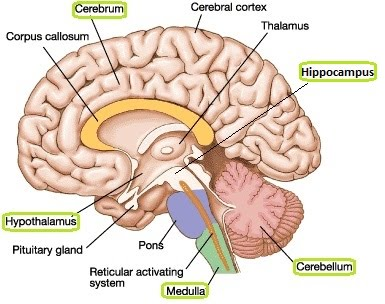 Cerebrum
Cerebral cortex
Thalamus
Corpus callosum
Hippocampus
Hypothalamus
Pituitary gland
Pons
Reticular activating
system
Medulla
Cerebellum